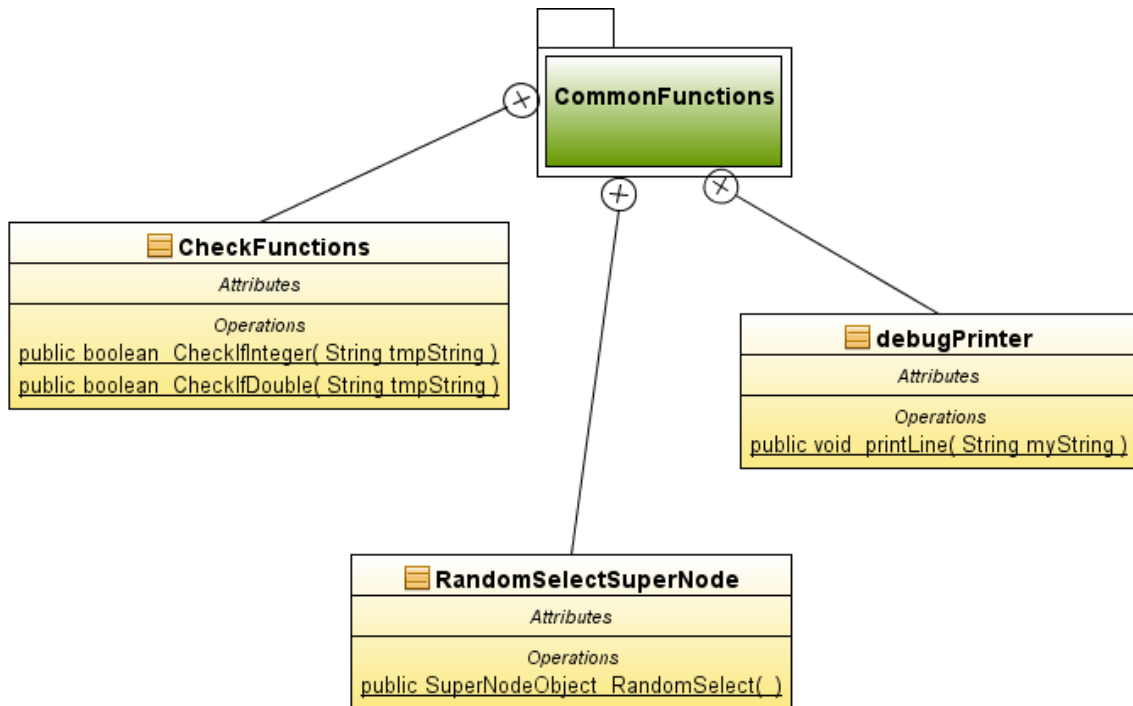 CommonFunctions
CheckFunctions
Attributes
Operations
public boolean CheckIfInteger( String tmpString )
public boolean CheckIfDouble( String tmpString )
debugPrinter
Attributes
Operations
public void printLine( String myString )
RandomSelectSuperNode
Attributes
Operations
public SuperNodeObject RandomSelect( )